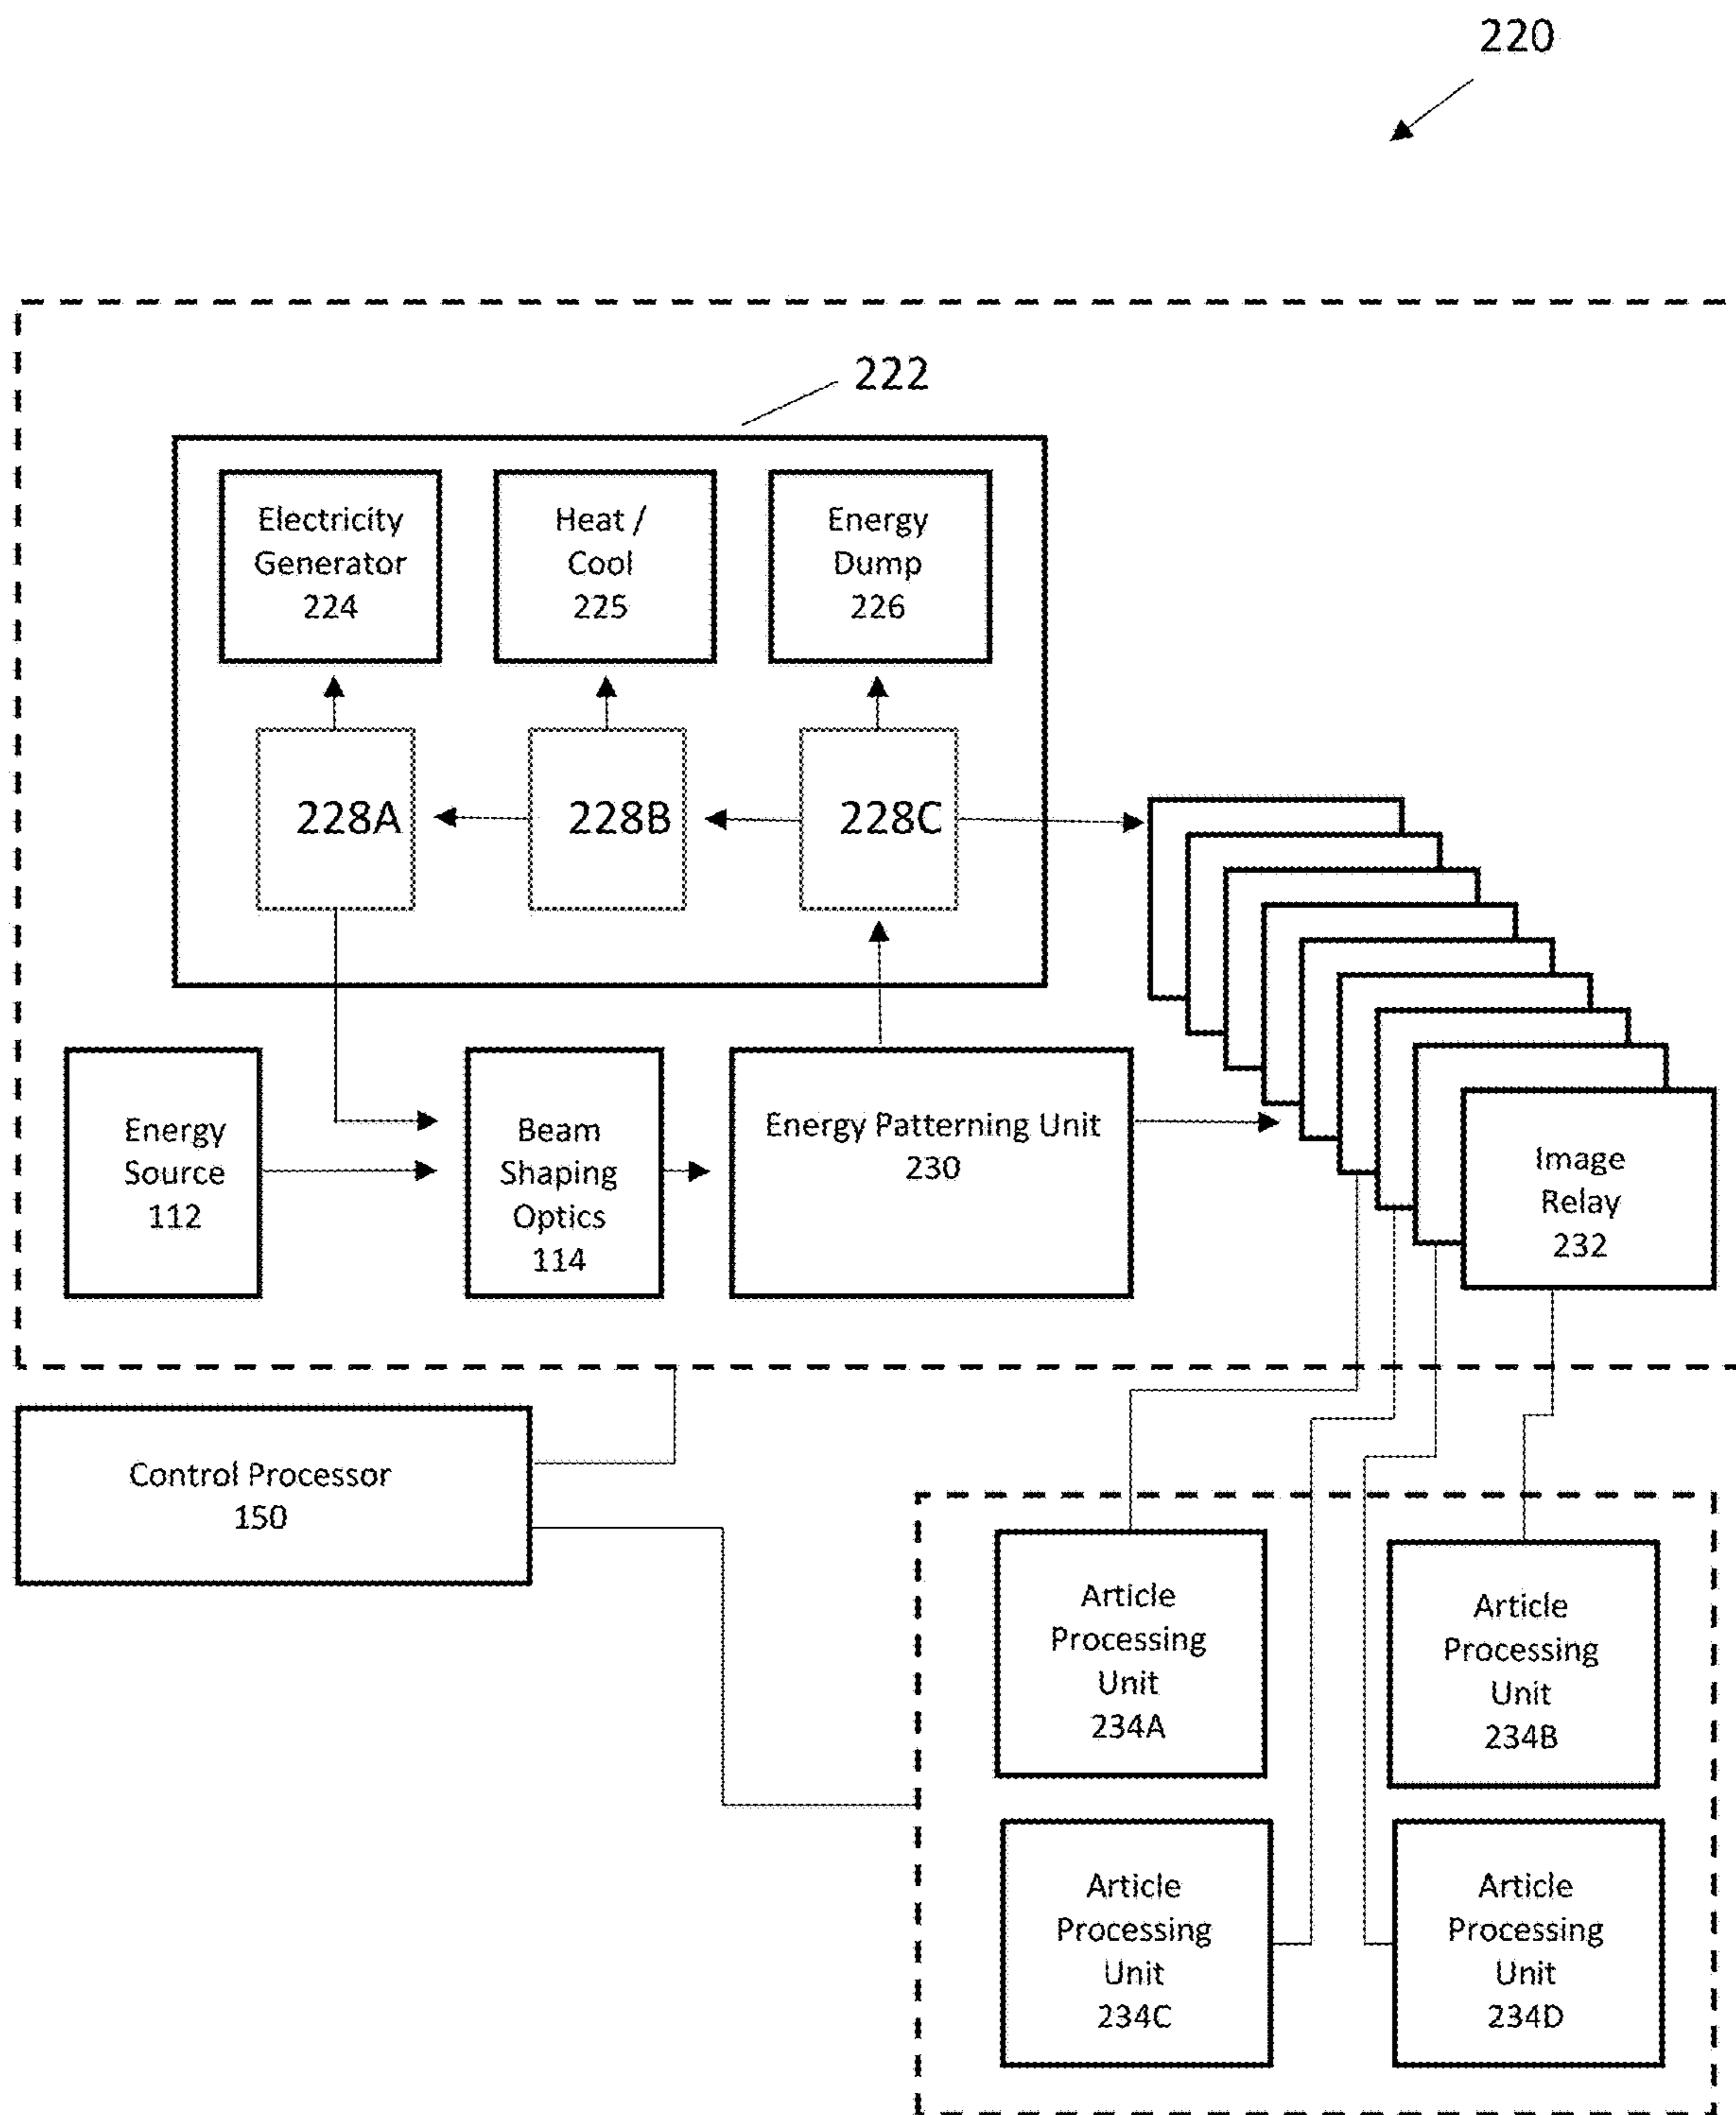 220
222
Electricity
Generator
224
Heat /
Cool
225
Energy
Dump
226
228A
228B
228C
Energy
Source
112
Beam
Shaping
Optics
114
Energy Patterning Unit
230
Image
Relay
232
Control Processor
150
Article
Processing
Unit
234A
Article
Processing
Unit
234B
Article
Processing
Unit
234C
Article
Processing
Unit
234D